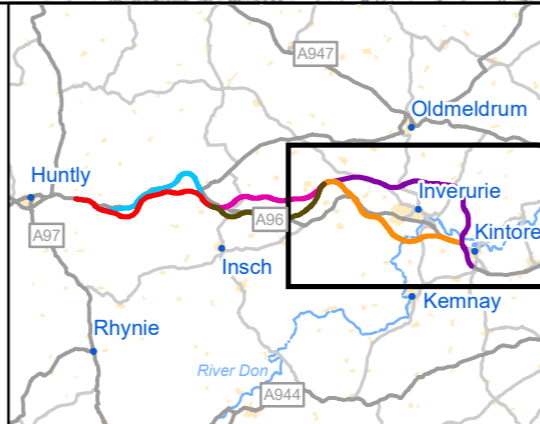 A947
Oldmeldrum
Huntly
Inverurie
A96
Kintore
A97
Insch
Kemnay
Rhynie
River Don
A944